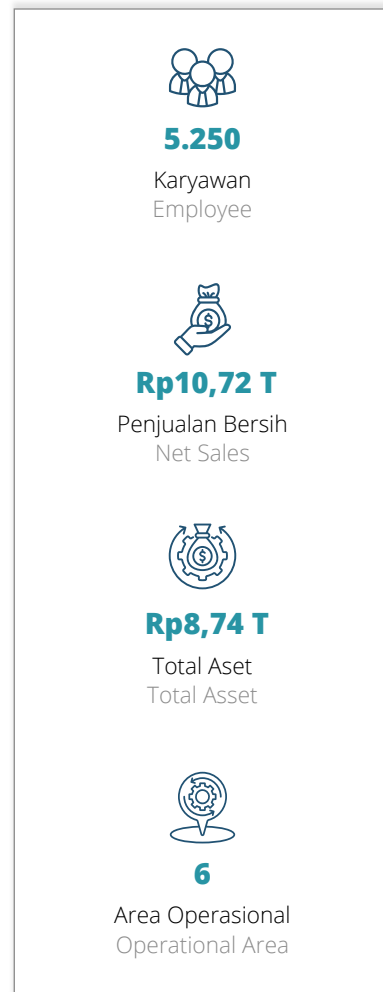 5.250
Karyawan
Employee
Rp10,72 T
Penjualan Bersih
Net Sales
$
Rp8,74 T
Total Aset
Total Asset
$
6
Area Operasional
Operational Area